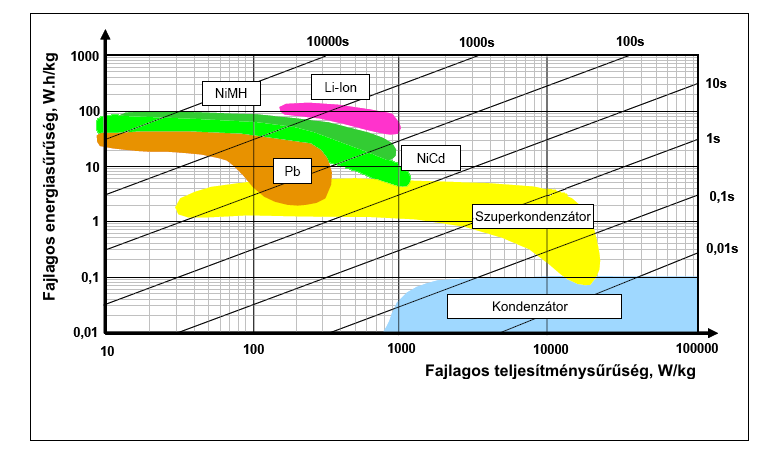 10000s
1000s
100s
1000
NiMH
Li-Ion
10s
100
1s
NiCd
10
Pb
0,1s
Szuperkondenzátor
1
0,01s
0,1
Kondenzátor
0,01
10
100
1000
10000
100000
Fajlagos energiasűrűség, W.h/kg
Fajlagos teljesítménysűrűség, W/kg